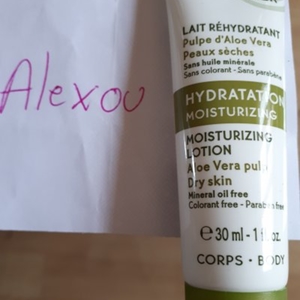 Alexou
LAIT RÉHYDRATANT
Pulpe d'Aloe Vera
Peaux sèches
Sans huile minérale
Sans colorant - Sans parabène
HYDRATATION
MOISTURIZING
MOISTURIZING
LOTION
Aloe Vera pulp
Dry skin
Mineral oil free
Colorant free - Paraben free
℮ 30 ml - 1 fl. oz.
CORPS · BODY